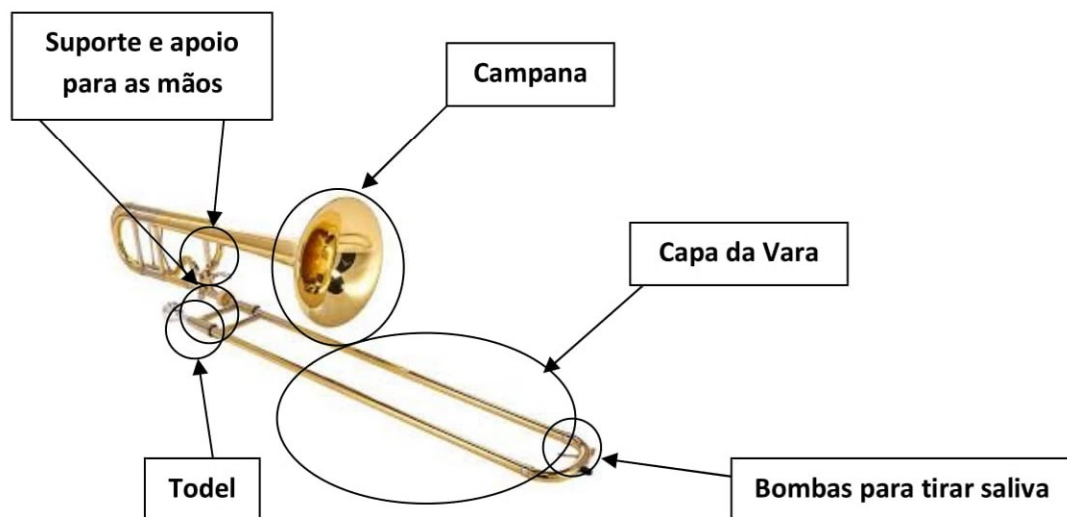 Suporte e apoio
para as mãos
Campana
Capa da Vara
Todel
Bombas para tirar saliva